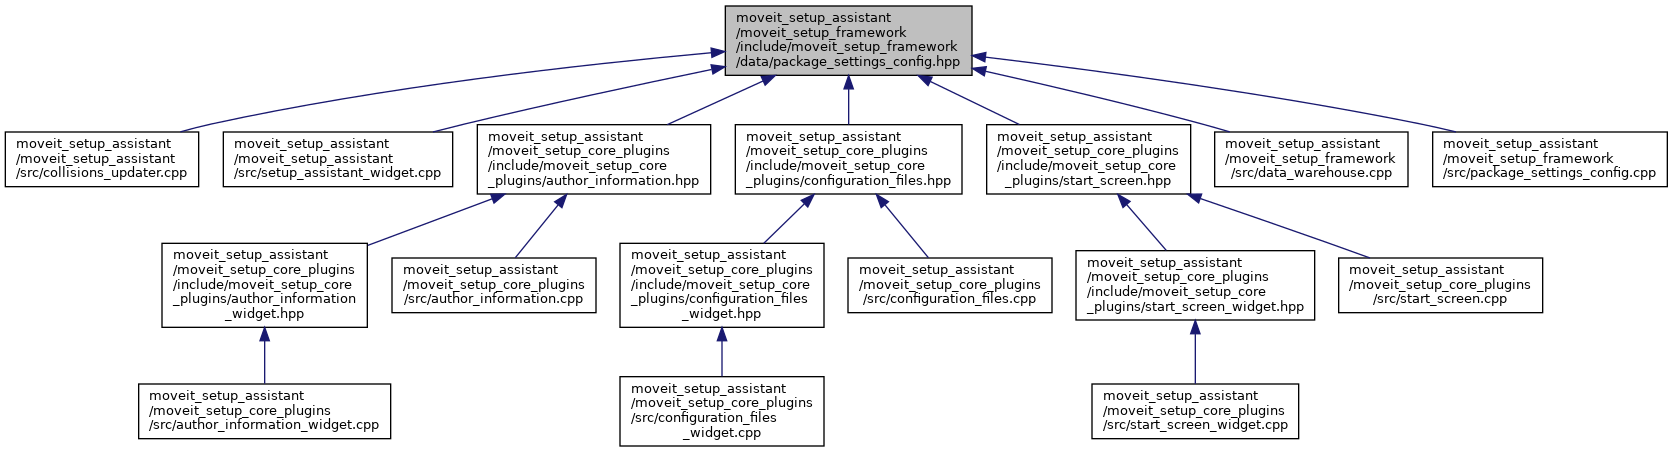 moveit_setup_assistant
/moveit_setup_framework
/include/moveit_setup_framework
/data/package_settings_config.hpp
moveit_setup_assistant
/moveit_setup_assistant
/src/collisions_updater.cpp
moveit_setup_assistant
/moveit_setup_assistant
/src/setup_assistant_widget.cpp
moveit_setup_assistant
/moveit_setup_core_plugins
/include/moveit_setup_core
_plugins/author_information.hpp
moveit_setup_assistant
/moveit_setup_core_plugins
/include/moveit_setup_core
_plugins/configuration_files.hpp
moveit_setup_assistant
/moveit_setup_core_plugins
/include/moveit_setup_core
_plugins/start_screen.hpp
moveit_setup_assistant
/moveit_setup_framework
/src/data_warehouse.cpp
moveit_setup_assistant
/moveit_setup_framework
/src/package_settings_config.cpp
moveit_setup_assistant
/moveit_setup_core_plugins
/include/moveit_setup_core
_plugins/author_information
_widget.hpp
moveit_setup_assistant
/moveit_setup_core_plugins
/src/author_information.cpp
moveit_setup_assistant
/moveit_setup_core_plugins
/include/moveit_setup_core
_plugins/configuration_files
_widget.hpp
moveit_setup_assistant
/moveit_setup_core_plugins
/src/configuration_files.cpp
moveit_setup_assistant
/moveit_setup_core_plugins
/include/moveit_setup_core
_plugins/start_screen_widget.hpp
moveit_setup_assistant
/moveit_setup_core_plugins
/src/start_screen.cpp
moveit_setup_assistant
/moveit_setup_core_plugins
/src/author_information_widget.cpp
moveit_setup_assistant
/moveit_setup_core_plugins
/src/configuration_files
_widget.cpp
moveit_setup_assistant
/moveit_setup_core_plugins
/src/start_screen_widget.cpp